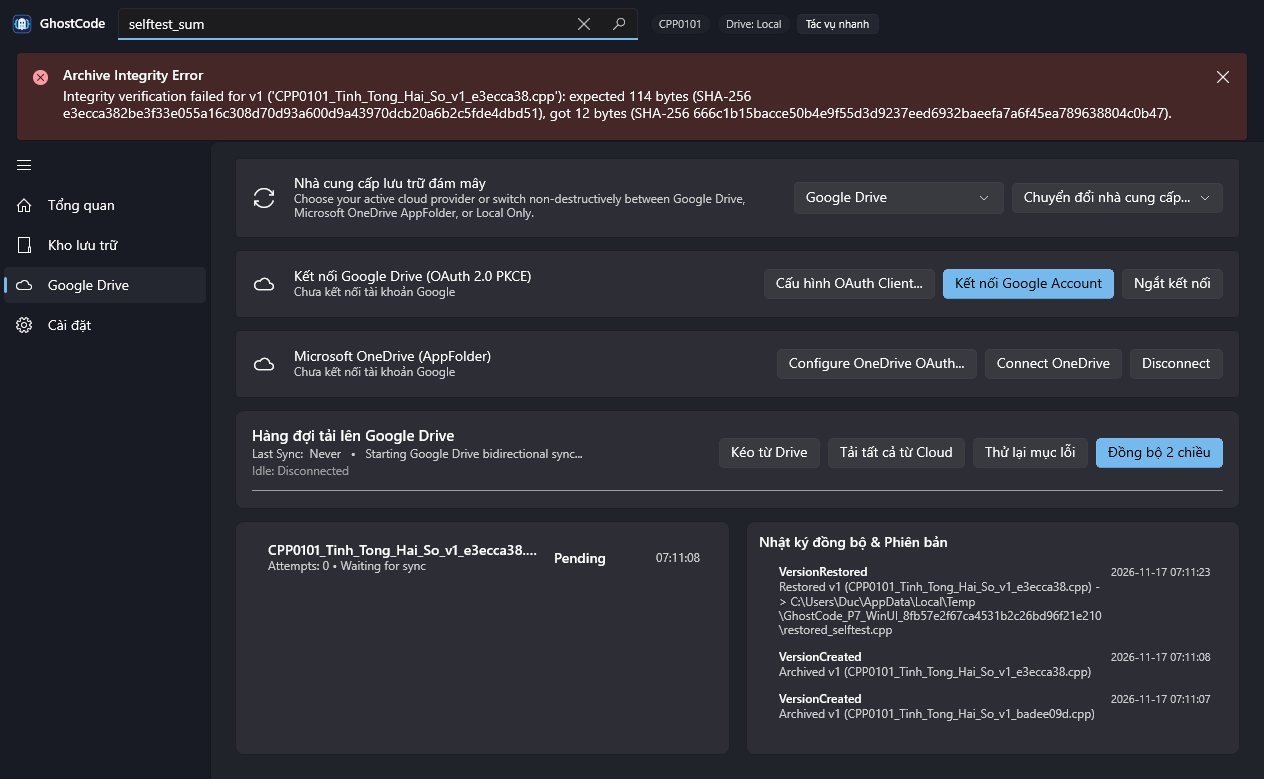 GhostCode
selftest_sum
CPP0101
Drive: Local
Tác vụ nhanh
Archive Integrity Error
Integrity verification failed for v1 ('CPP0101_Tinh_Tong_Hai_So_v1_e3ecca38.cpp'): expected 114 bytes (SHA-256
e3ecca382be3f33e055a16c308d70d93a600d9a43970dcb20a6b2c5fde4dbd51), got 12 bytes (SHA-256 666c1b15bacce50b4e9f55d3d9237eed6932baeefa7a6f45ea789638804c0b47).
Tổng quan
Kho lưu trữ
Google Drive
Cài đặt
Nhà cung cấp lưu trữ đám mây
Choose your active cloud provider or switch non-destructively between Google Drive,
Microsoft OneDrive AppFolder, or Local Only.
Google Drive
Chuyển đổi nhà cung cấp...
Kết nối Google Drive (OAuth 2.0 PKCE)
Chưa kết nối tài khoản Google
Cấu hình OAuth Client...
Kết nối Google Account
Ngắt kết nối
Microsoft OneDrive (AppFolder)
Chưa kết nối tài khoản Google
Configure OneDrive OAuth...
Connect OneDrive
Disconnect
Hàng đợi tải lên Google Drive
Last Sync: Never • Starting Google Drive bidirectional sync...
Idle: Disconnected
Kéo từ Drive
Tải tất cả từ Cloud
Thử lại mục lỗi
Đồng bộ 2 chiều
CPP0101_Tinh_Tong_Hai_So_v1_e3ecca38....
Attempts: 0 • Waiting for sync
Pending
07:11:08
Nhật ký đồng bộ & Phiên bản
VersionRestored
2026-11-17 07:11:23
Restored v1 (CPP0101_Tinh_Tong_Hai_So_v1_e3ecca38.cpp) -
> C:\Users\Duc\AppData\Local\Temp
\GhostCode_P7_WinUI_8fb57e2f67ca4531b2c26bd96f21e210
\restored_selftest.cpp
VersionCreated
2026-11-17 07:11:08
Archived v1 (CPP0101_Tinh_Tong_Hai_So_v1_e3ecca38.cpp)
VersionCreated
2026-11-17 07:11:07
Archived v1 (CPP0101_Tinh_Tong_Hai_So_v1_badee09d.cpp)